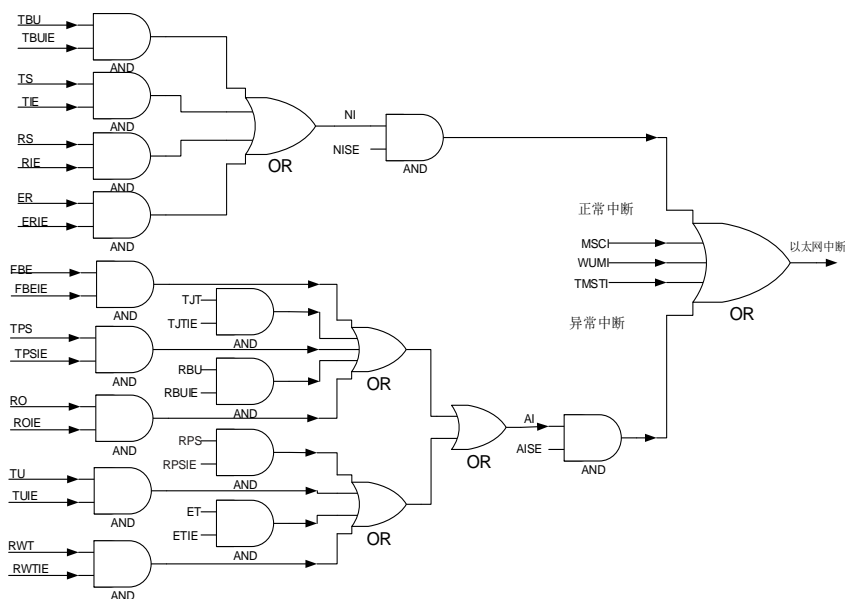 TBU
TBUIE
AND
TS
TIE
AND
RS
RIE
AND
ER
ERIE
AND
OR
NI
NISE
AND
正常中断
MSCI
WUMI
TMSTI
异常中断
OR
以太网中断
FBE
FBEIE
AND
TJT
TJTIE
AND
TPS
TPSIE
AND
RBU
RBUIE
AND
OR
RO
ROIE
AND
RPS
RPSIE
AND
TU
TUIE
AND
ET
ETIE
AND
OR
RWT
RWTIE
AND
OR
AI
AISE
AND